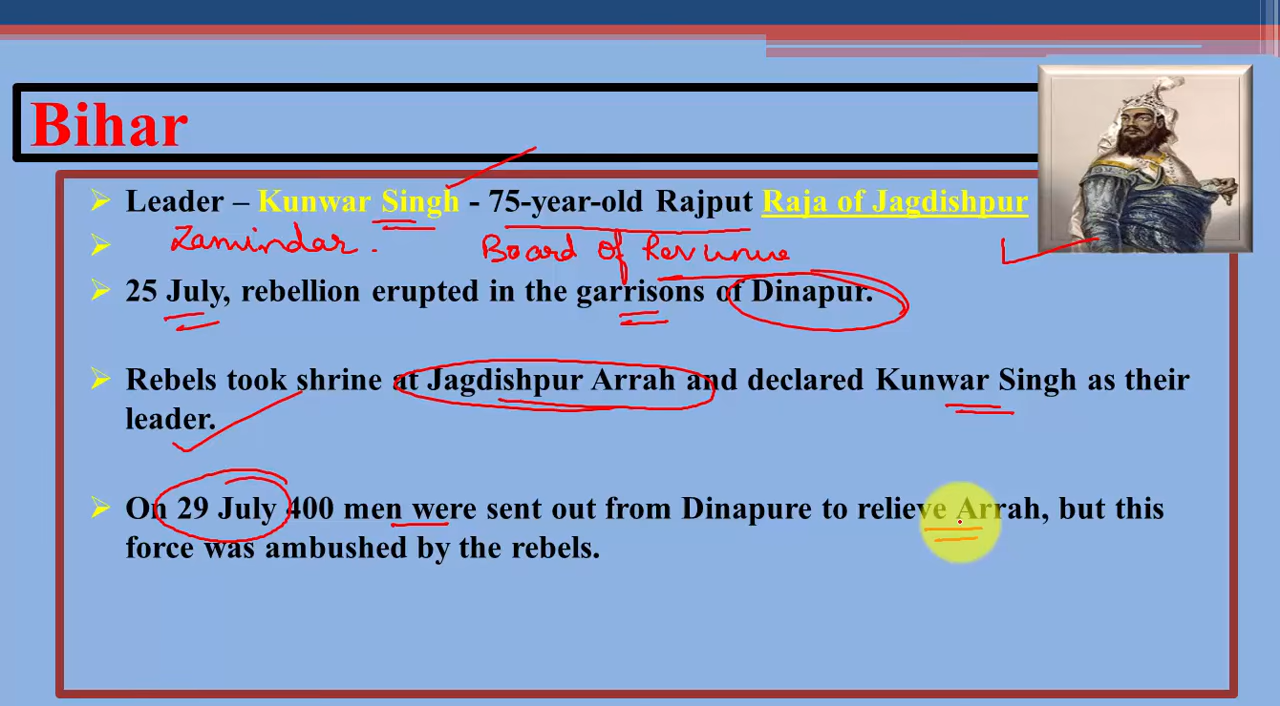 Bihar
Leader – Kunwar Singh - 75-year-old Rajput Raja of Jagdishpur
Zamindar. Board of Revunue
25 July, rebellion erupted in the garrisons of Dinapur.
Rebels took shrine at Jagdishpur Arrah and declared Kunwar Singh as their
leader.
On 29 July 400 men were sent out from Dinapure to relieve Arrah, but this
force was ambushed by the rebels.